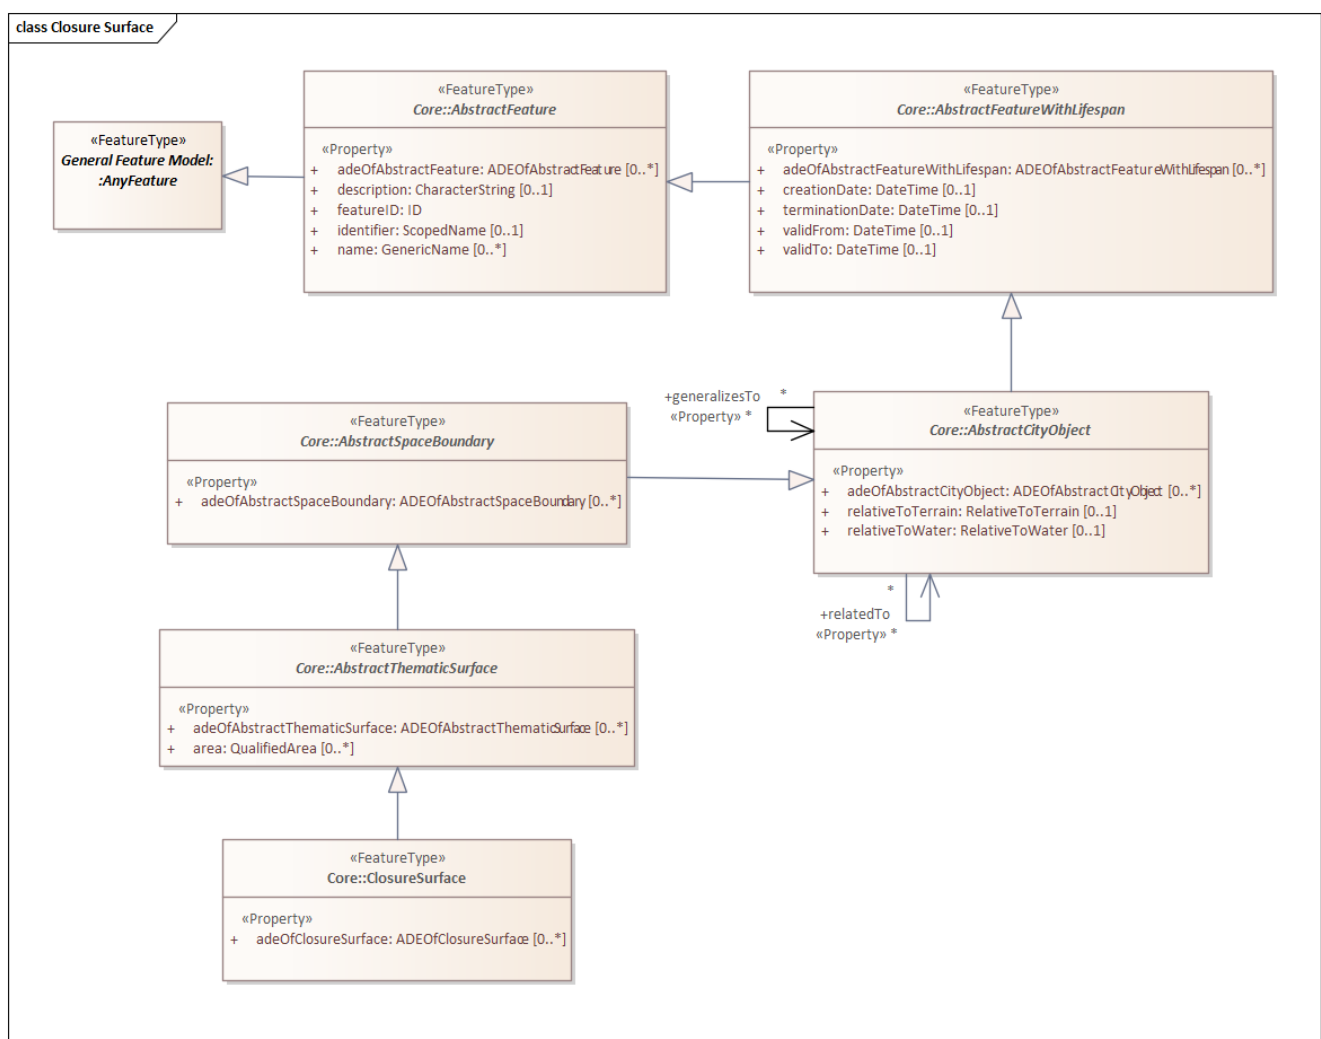 class Closure Surface
«FeatureType»
General Feature Model:
:AnyFeature
«FeatureType»
Core::AbstractFeature
«Property»
+ adeOfAbstractFeature: ADEOfAbstractFeature [0..*]
+ description: CharacterString [0..1]
+ featureID: ID
+ identifier: ScopedName [0..1]
+ name: GenericName [0..*]
«FeatureType»
Core::AbstractFeatureWithLifespan
«Property»
+ adeOfAbstractFeatureWithLifespan: ADEOfAbstractFeatureWithLifespan [0..*]
+ creationDate: DateTime [0..1]
+ terminationDate: DateTime [0..1]
+ validFrom: DateTime [0..1]
+ validTo: DateTime [0..1]
+generalizesTo *
«Property» *
«FeatureType»
Core::AbstractCityObject
«Property»
+ adeOfAbstractCityObject: ADEOfAbstractCityObject [0..*]
+ relativeToTerrain: RelativeToTerrain [0..1]
+ relativeToWater: RelativeToWater [0..1]
*
+relatedTo
«Property» *
«FeatureType»
Core::AbstractSpaceBoundary
«Property»
+ adeOfAbstractSpaceBoundary: ADEOfAbstractSpaceBoundary [0..*]
«FeatureType»
Core::AbstractThematicSurface
«Property»
+ adeOfAbstractThematicSurface: ADEOfAbstractThematicSurface [0..*]
+ area: QualifiedArea [0..*]
«FeatureType»
Core::ClosureSurface
«Property»
+ adeOfClosureSurface: ADEOfClosureSurface [0..*]